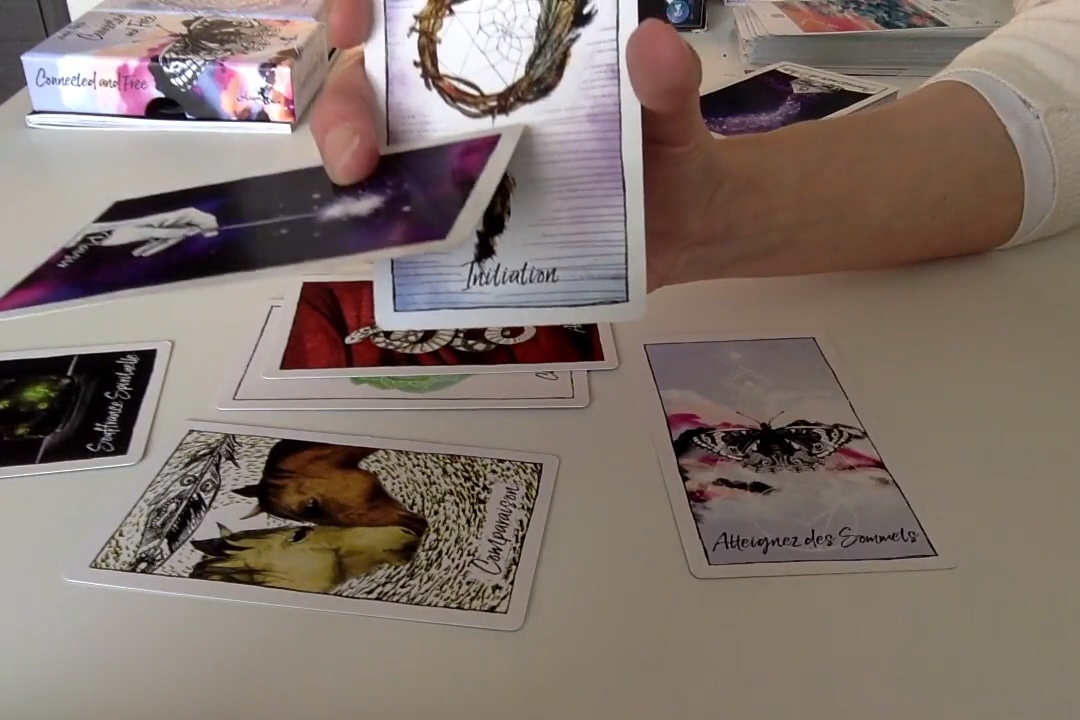 Connected and Free
Initiation
Souffrance Spirituelle
Comparaison
Atteignez des Sommets